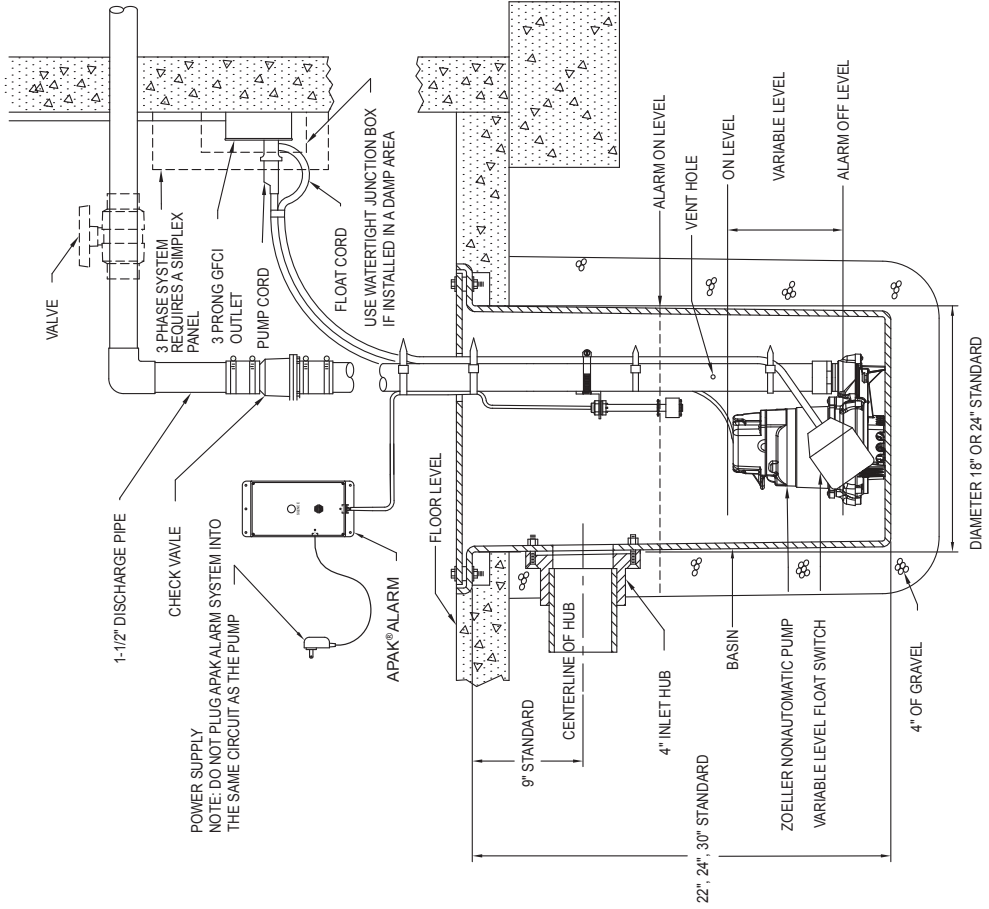 VALVE
3 PHASE SYSTEM
REQUIRES A SIMPLEX
PANEL
3 PRONG GFCI
OUTLET
PUMP CORD
FLOAT CORD
USE WATERTIGHT JUNCTION BOX
IF INSTALLED IN A DAMP AREA
1-1/2" DISCHARGE PIPE
CHECK VAVLE
POWER SUPPLY
NOTE: DO NOT PLUG APAK ALARM SYSTEM INTO
THE SAME CIRCUIT AS THE PUMP
APAK® ALARM
FLOOR LEVEL
ALARM ON LEVEL
VENT HOLE
ON LEVEL
VARIABLE LEVEL
ALARM OFF LEVEL
9" STANDARD
CENTERLINE OF HUB
4" INLET HUB
BASIN
22", 24", 30" STANDARD
ZOELLER NONAUTOMATIC PUMP
VARIABLE LEVEL FLOAT SWITCH
4" OF GRAVEL
DIAMETER 18" OR 24" STANDARD